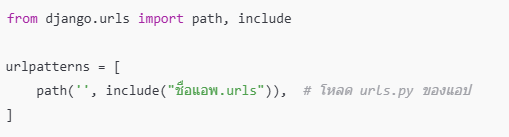 from django.urls import path, include
urlpatterns = [
path('', include("ชื่อแอพ.urls")), # โหลด urls.py ของแอป
]